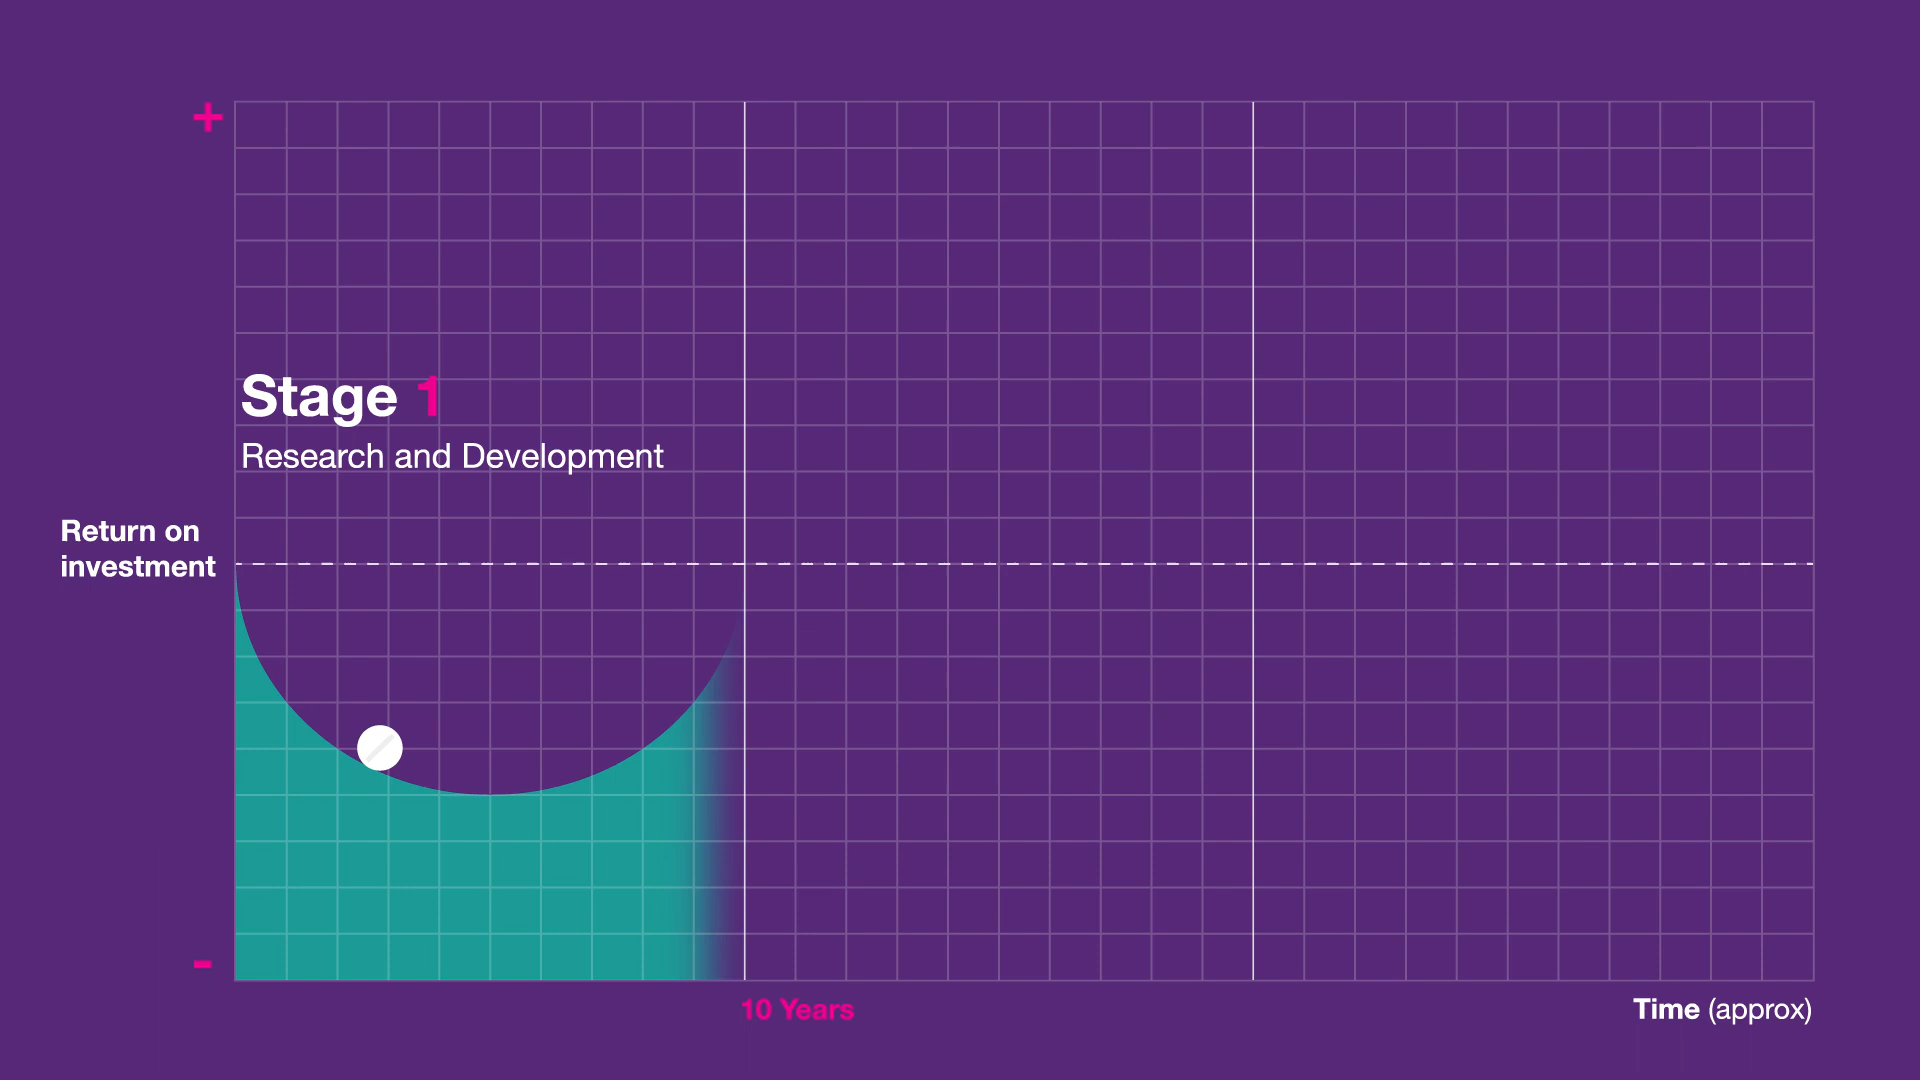 +
Stage 1
Research and Development
Return on
investment
-
10 Years
Time (approx)